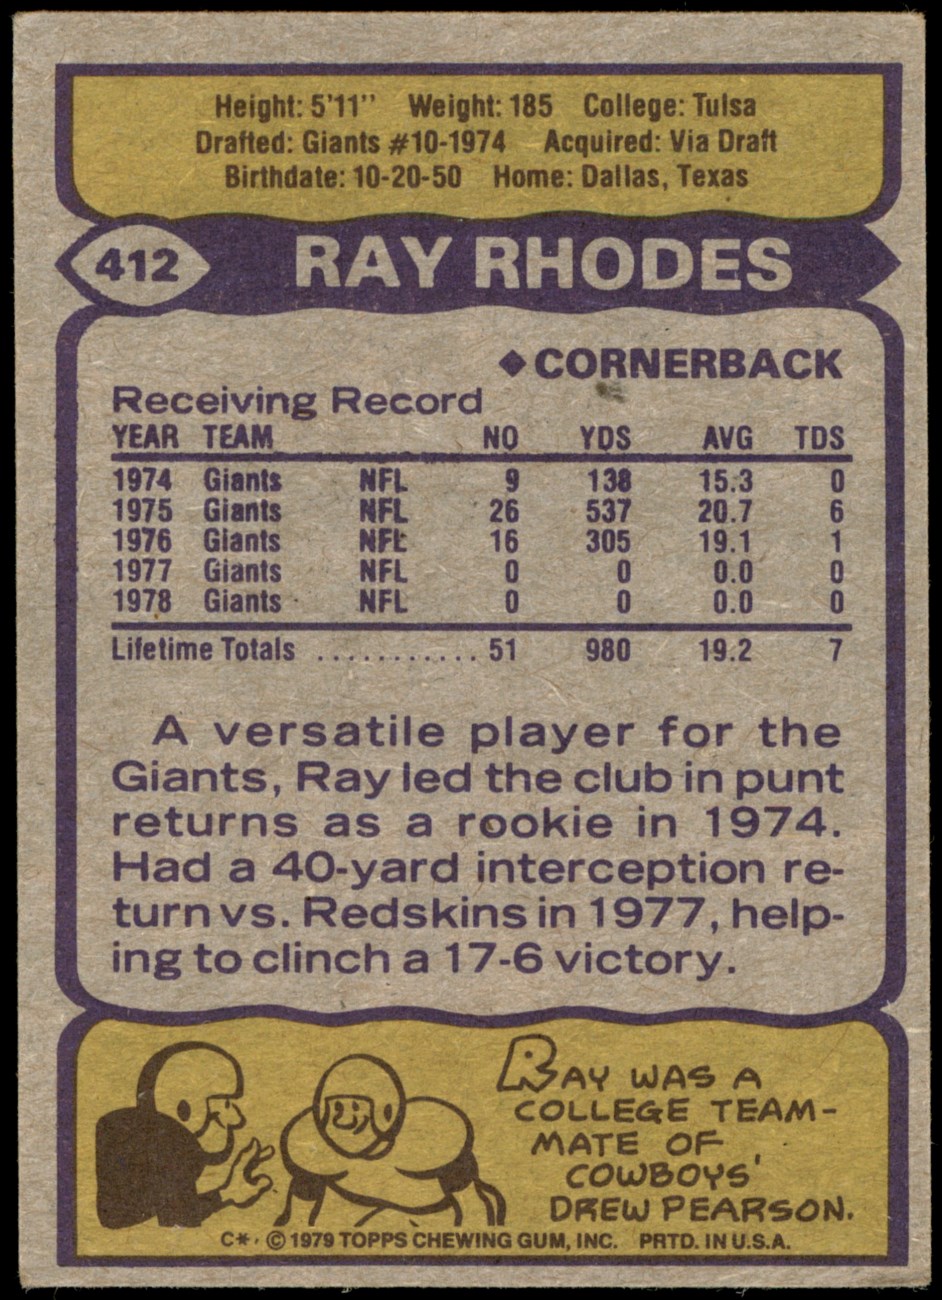 Height: 5'11'' Weight: 185 College: Tulsa
Drafted: Giants #10-1974 Acquired: Via Draft
Birthdate: 10-20-50 Home: Dallas, Texas
412 RAY RHODES
◆CORNERBACK
Receiving Record
YEAR TEAM NO YDS AVG TDS
1974 Giants NFL 9 138 15.3 0
1975 Giants NFL 26 537 20.7 6
1976 Giants NFL 16 305 19.1 1
1977 Giants NFL 0 0 0.0 0
1978 Giants NFL 0 0 0.0 0
Lifetime Totals ........... 51 980 19.2 7
A versatile player for the
Giants, Ray led the club in punt
returns as a rookie in 1974.
Had a 40-yard interception re-
turn vs. Redskins in 1977, help-
ing to clinch a 17-6 victory.
RAY WAS A
COLLEGE TEAM-
MATE OF
COWBOYS'
DREW PEARSON.
C*. © 1979 TOPPS CHEWING GUM, INC. PRTD. IN U.S.A.